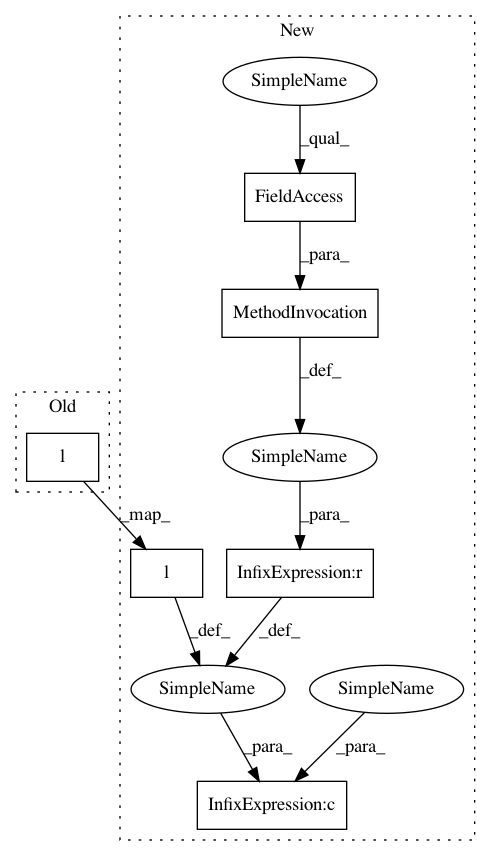 New
SimpleName
_qual_
FieldAccess
_para_
MethodInvocation
_def_
Old
l
SimpleName
_map_
_para_
l
InfixExpression:r
_def_
_def_
SimpleName
SimpleName
_para_
_para_
InfixExpression:c